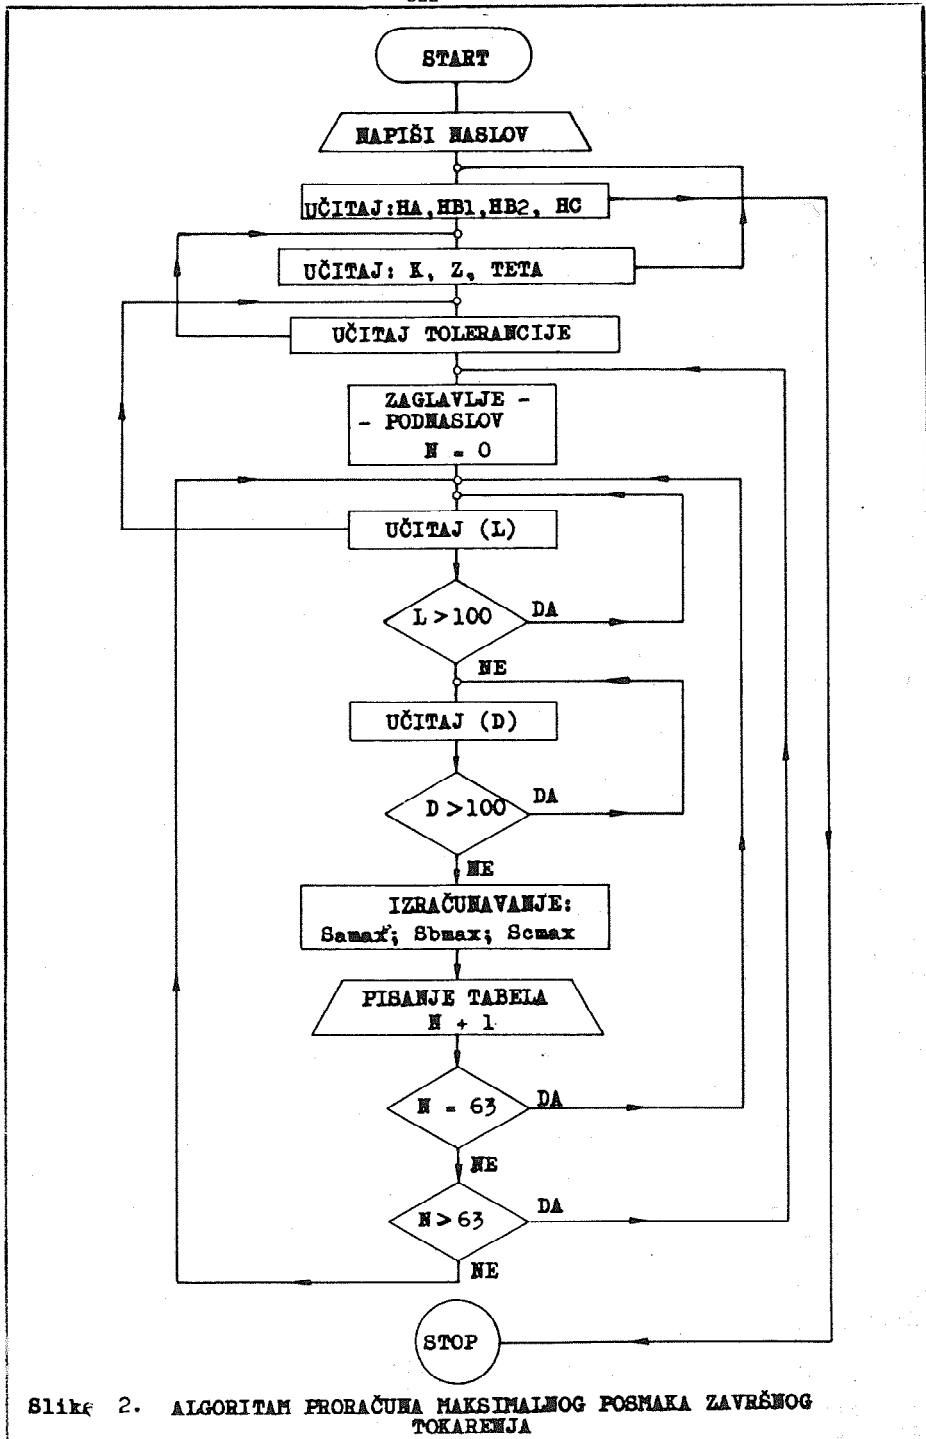 START
NAPIŠI NASLOV
UČITAJ:HA,HB1,HB2, HC
UČITAJ: K, Z, TETA
UČITAJ TOLERANCIJE
ZAGLAVLJE -
- PODNASLOV
N = 0
UČITAJ (L)
L > 100
DA
NE
UČITAJ (D)
D > 100
DA
NE
IZRAČUNAVANJE:
Samax; Sbmax; Scmax
PISANJE TABELA
N + 1
N = 63
DA
NE
N > 63
DA
NE
STOP
2. ALGORITAM PRORAČUNA MAKSIMALNOG POSMAKA ZAVRŠNOG
TOKARENJA